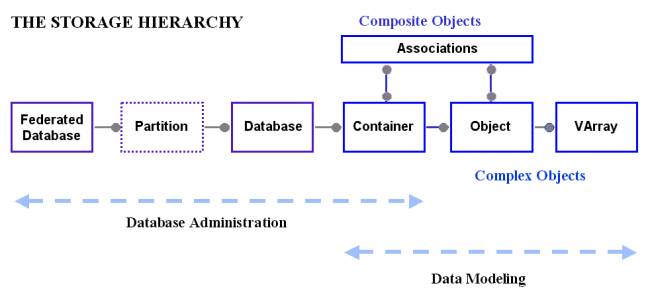 THE STORAGE HIERARCHY
Composite Objects
Associations
Federated
Database
Partition
Database
Container
Object
VArray
Complex Objects
Database Administration
Data Modeling